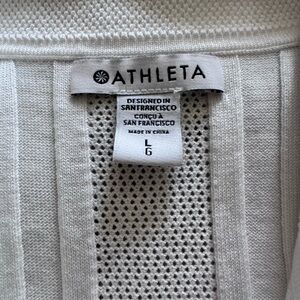 ATHLETA
DESIGNED IN
SAN FRANCISCO
CONÇU À
SAN FRANCISCO
MADE IN CHINA
L
G